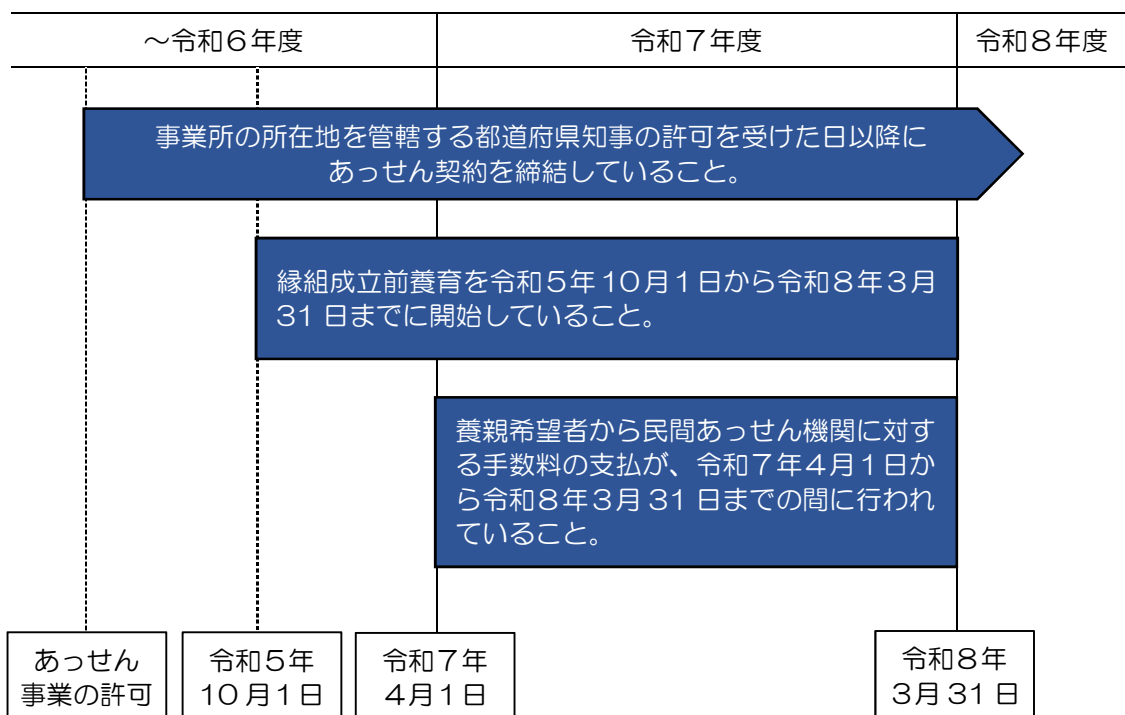 ~令和6年度
令和7年度
令和8年度
事業所の所在地を管轄する都道府県知事の許可を受けた日以降に
あっせん契約を締結していること。
縁組成立前養育を令和5年10月1日から令和8年3月
31日までに開始していること。
養親希望者から民間あっせん機関に対す
る手数料の支払が、令和7年4月1日か
ら令和8年3月31日までの間に行われ
ていること。
あっせん
事業の許可
令和5年
10月1日
令和7年
4月1日
令和8年
3月31日